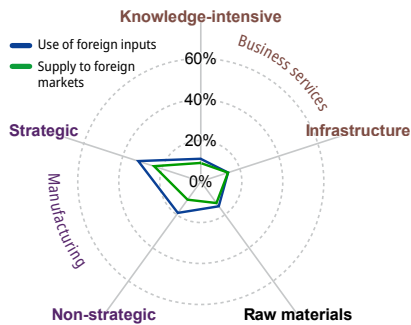 Knowledge-intensive
Use of foreign inputs
Supply to foreign
markets
Business services
60%
40%
20%
0%
Strategic
Infrastructure
Manufacturing
Non-strategic
Raw materials